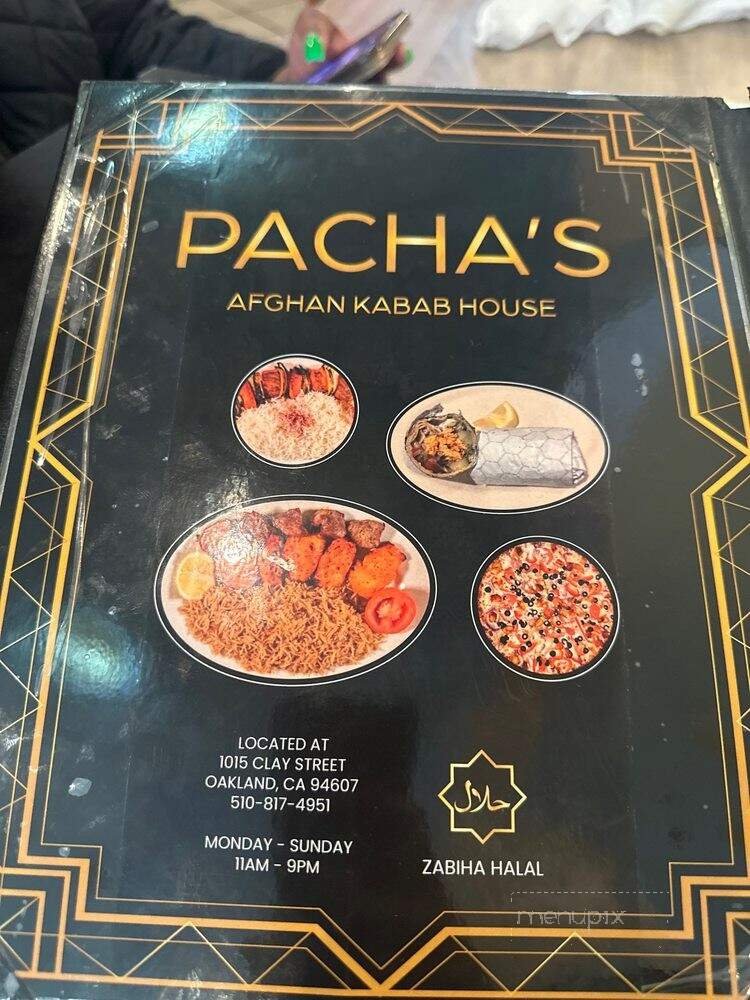 PACHA'S
AFGHAN KABAB HOUSE
LOCATED AT
1015 CLAY STREET
OAKLAND, CA 94607
510-817-4951
MONDAY - SUNDAY
11AM - 9PM
حلال
ZABIHA HALAL
menupix